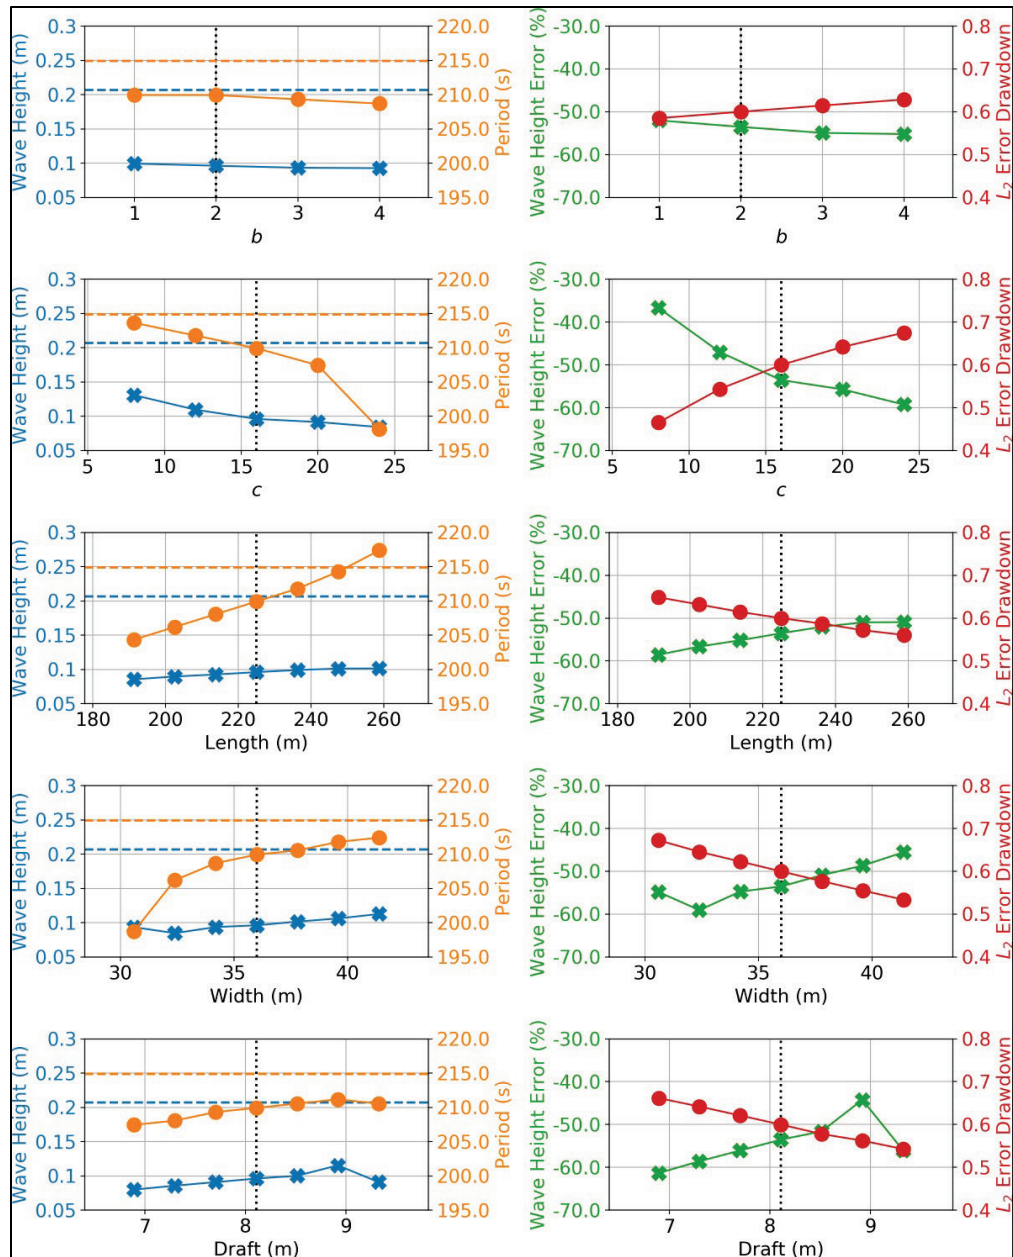 Wave Height (m)
0.3
0.25
0.2
0.15
0.1
0.05
1 2 3 4
b
220.0
215.0
210.0
205.0
200.0
195.0
Period (s)
Wave Height Error (%)
-30.0
-40.0
-50.0
-60.0
-70.0
1 2 3 4
b
0.8
0.7
0.6
0.5
0.4
L2 Error Drawdown
Wave Height (m)
0.3
0.25
0.2
0.15
0.1
0.05
5 10 15 20 25
c
220.0
215.0
210.0
205.0
200.0
195.0
Period (s)
Wave Height Error (%)
-30.0
-40.0
-50.0
-60.0
-70.0
5 10 15 20 25
c
0.8
0.7
0.6
0.5
0.4
L2 Error Drawdown
Wave Height (m)
0.3
0.25
0.2
0.15
0.1
0.05
180 200 220 240 260
Length (m)
220.0
215.0
210.0
205.0
200.0
195.0
Period (s)
Wave Height Error (%)
-30.0
-40.0
-50.0
-60.0
-70.0
180 200 220 240 260
Length (m)
0.8
0.7
0.6
0.5
0.4
L2 Error Drawdown
Wave Height (m)
0.3
0.25
0.2
0.15
0.1
0.05
30 35 40
Width (m)
220.0
215.0
210.0
205.0
200.0
195.0
Period (s)
Wave Height Error (%)
-30.0
-40.0
-50.0
-60.0
-70.0
30 35 40
Width (m)
0.8
0.7
0.6
0.5
0.4
L2 Error Drawdown
Wave Height (m)
0.3
0.25
0.2
0.15
0.1
0.05
7 8 9
Draft (m)
220.0
215.0
210.0
205.0
200.0
195.0
Period (s)
Wave Height Error (%)
-30.0
-40.0
-50.0
-60.0
-70.0
7 8 9
Draft (m)
0.8
0.7
0.6
0.5
0.4
L2 Error Drawdown